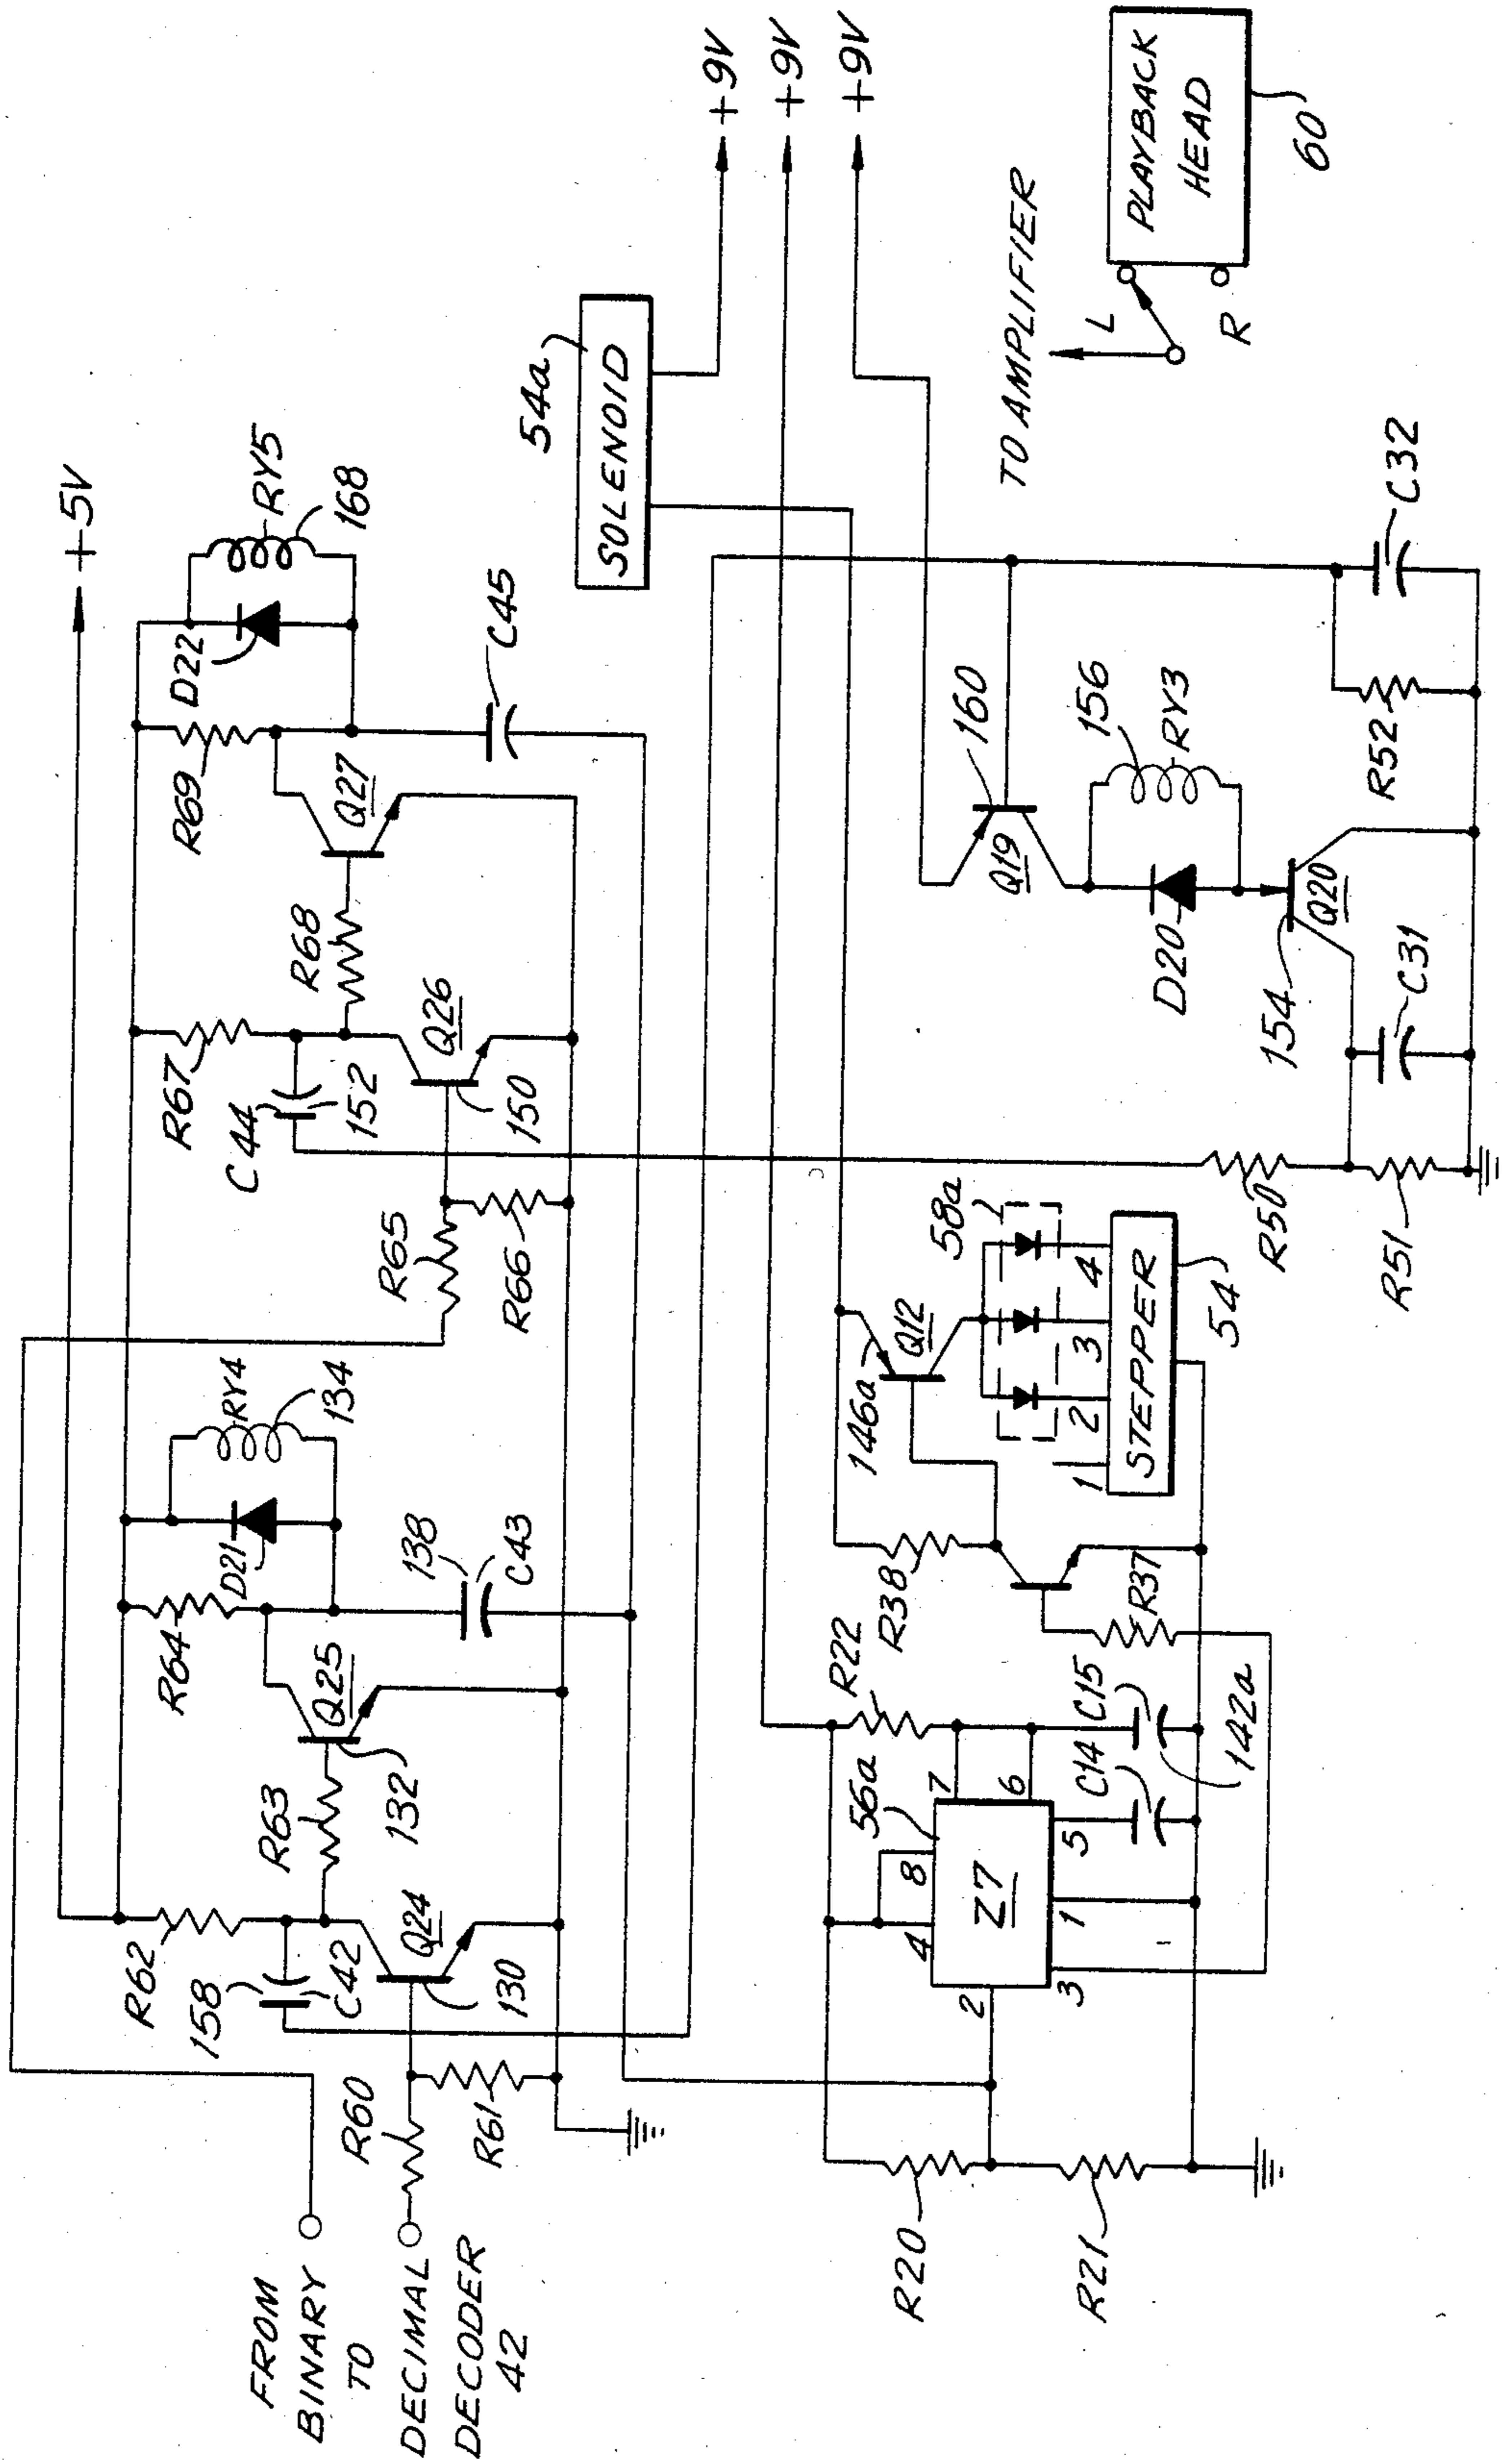 FROM
BINARY
TO
DECIMAL
DECODER
42
+5V
R62
158
C42
Q24
130
R60
R61
R63
132
Q25
R64
D21
RY4
134
138
C43
R65
R66
R67
C44
152
Q26
150
R68
Q27
R69
D22
RY5
168
C45
54a
SOLENOID
+9V
+9V
+9V
R20
R21
56a
4
8
7
6
2
Z7
3
1
5
R22
C14
C15
142a
R38
R37
146a
Q12
58a
1
2
3
4
STEPPER
54
R50
R51
154
C31
Q20
D20
Q19
160
156
RY3
R52
C32
TO AMPLIFIER
L
R
PLAYBACK
HEAD
60